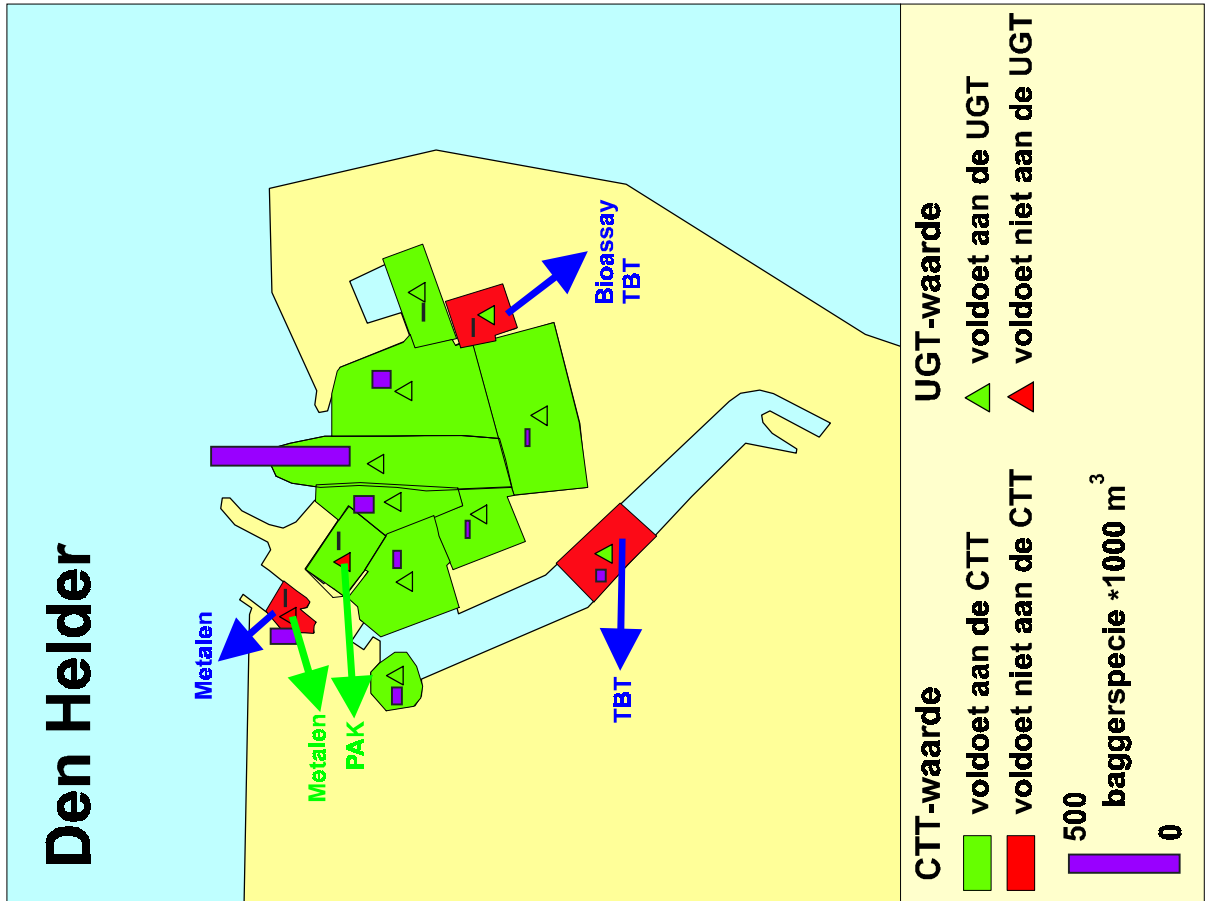 Den Helder
Metalen
Metalen
PAK
TBT
Bioassay
TBT
CTT-waarde
voldoet aan de CTT
voldoet niet aan de CTT
UGT-waarde
voldoet aan de UGT
voldoet niet aan de UGT
500
0
baggerspecie *1000 m³